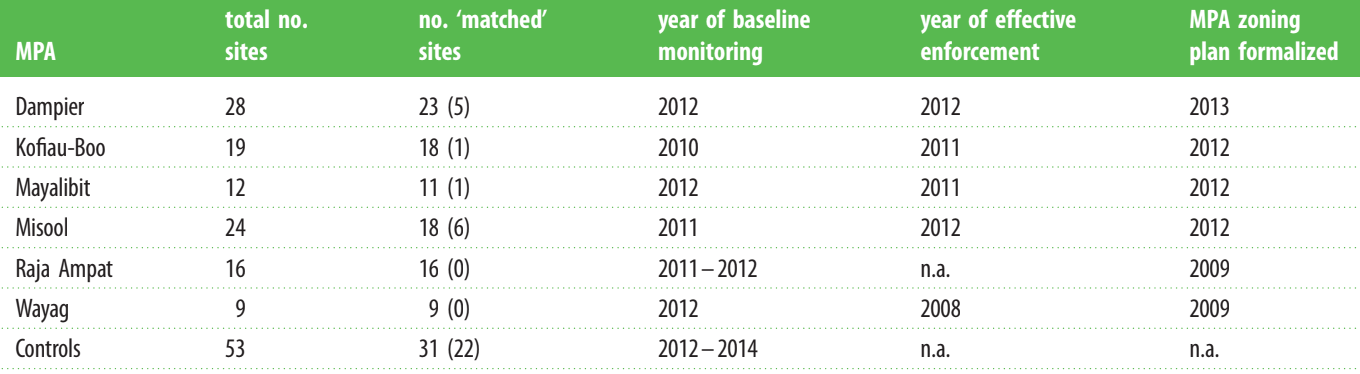 MPA total no. sites no. ‘matched’ sites year of baseline monitoring year of effective enforcement MPA zoning plan formalized
Dampier 28 23 (5) 2012 2012 2013
Kofiau-Boo 19 18 (1) 2010 2011 2012
Mayalibit 12 11 (1) 2012 2011 2012
Misool 24 18 (6) 2011 2012 2012
Raja Ampat 16 16 (0) 2011–2012 n.a. 2009
Wayag 9 9 (0) 2012 2008 2009
Controls 53 31 (22) 2012–2014 n.a. n.a.